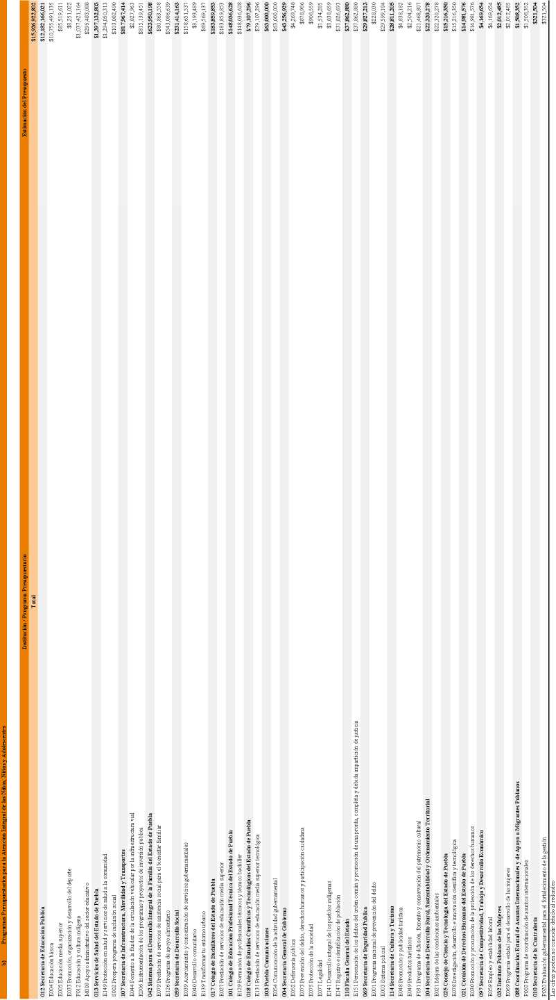 b) Programas Presupuestarios para la Atención Integral de las Niñas, Niños y Adolescentes
Institución / Programa Presupuestario Estimación del Presupuesto
Total $15,926,922,802
012 Secretaría de Educación Pública $12,182,166,021
E004 Educación básica $10,755,491,135
E005 Educación media superior $85,519,611
E033 Promoción, organización y desarrollo del deporte $8,251,022
E012 Educación y cultura indígena $1,037,421,164
M008 Apoyo administrativo del sector educativo $295,483,089
013 Servicios de Salud del Estado de Puebla $1,397,132,803
E149 Protección en salud y servicios de salud a la comunidad $1,294,050,313
S002 Prospera programa de inclusión social $103,082,490
107 Secretaría de Infraestructura, Movilidad y Transportes $817,967,414
E044 Fomento a la fluidez de la circulación vehicular por la infraestructura vial $2,827,963
K006 Instrumentación de los programas y proyectos de inversión pública $815,139,451
042 Sistema para el Desarrollo Integral de la Familia del Estado de Puebla $623,950,198
E079 Prestación de servicios de asistencia social para el bienestar familiar $80,863,558
E126 Programa de apoyo alimentario $543,086,639
059 Secretaría de Desarrollo Social $231,414,163
E039 Acercamiento y concentración de servicios gubernamentales $158,651,537
E040 Desarrollo comunitario $3,193,489
E139 Transforma tu entorno urbano $69,569,137
017 Colegio de Bachilleres del Estado de Puebla $183,859,853
E027 Prestación de servicios de educación media superior $183,859,853
101 Colegio de Educación Profesional Técnica del Estado de Puebla $148,036,628
E129 Formación de profesionales técnicos y técnico bachiller $148,036,628
018 Colegio de Estudios Científicos y Tecnológicos del Estado de Puebla $79,107,296
E131 Prestación de servicios de educación media superior tecnológica $79,107,296
103 Puebla Comunicaciones $63,000,000
E054 Comunicación de la actividad gubernamental $63,000,000
004 Secretaría General de Gobierno $43,256,929
E052 Defensoría pública $4,269,748
E073 Prevención del delito, derechos humanos y participación ciudadana $878,986
E075 Protección de la sociedad $908,559
E077 Legalidad $1,534,285
E141 Desarrollo integral de los pueblos indígenas $3,838,659
E147 Registro e identificación de población $31,826,693
110 Fiscalía General del Estado $37,862,880
E151 Persecución de los delitos del orden común y promoción de una pronta, completa y debida impartición de justicia $37,862,880
069 Secretaría de Seguridad Pública $29,827,213
E001 Programa nacional de prevención del delito $228,030
E003 Sistema policial $29,599,184
114 Secretaría de Cultura y Turismo $28,811,205
E048 Promoción y publicidad turística $4,838,182
E049 Productos turísticos $2,504,216
F031 Programa de difusión, fomento y conservación del patrimonio cultural $21,468,807
104 Secretaría de Desarrollo Rural, Sustentabilidad y Ordenamiento Territorial $22,320,278
E021 Mejora de las condiciones ambientales $22,320,278
025 Consejo de Ciencia y Tecnología del Estado de Puebla $15,216,350
E078 Investigación, desarrollo e innovación científica y tecnológica $15,216,350
021 Comisión de Derechos Humanos del Estado de Puebla $14,981,576
E030 Promoción y procuración de la protección de los derechos humanos $14,981,576
097 Secretaría de Competitividad, Trabajo y Desarrollo Económico $4,169,654
E059 Empleo y estabilidad laboral $4,169,654
032 Instituto Poblano de las Mujeres $2,012,485
E069 Programa estatal para el desarrollo de las mujeres $2,012,485
088 Coordinación Estatal de Asuntos Internacionales y de Apoyo a Migrantes Poblanos $1,508,352
P002 Programa de coordinación de asuntos internacionales $1,508,352
010 Secretaría de la Contraloría $321,504
P020 Evaluación gubernamental para el fortalecimiento de la gestión $321,504
Las cifras pueden no coincidir debido al redondeo.